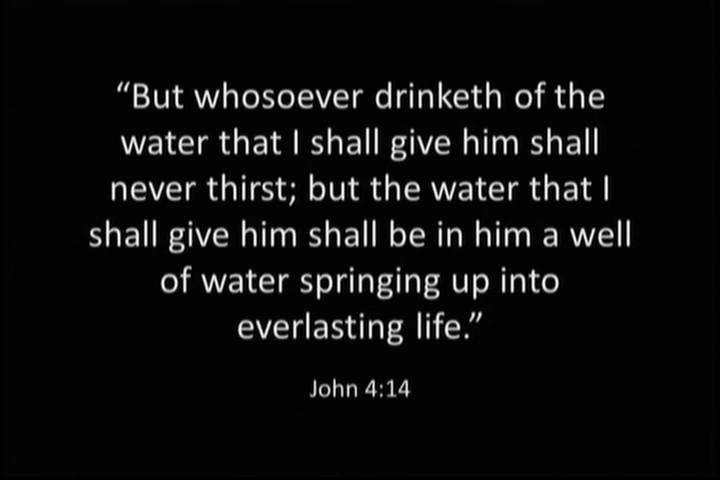 “But whosoever drinketh of the
water that I shall give him shall
never thirst; but the water that I
shall give him shall be in him a well
of water springing up into
everlasting life.”
John 4:14